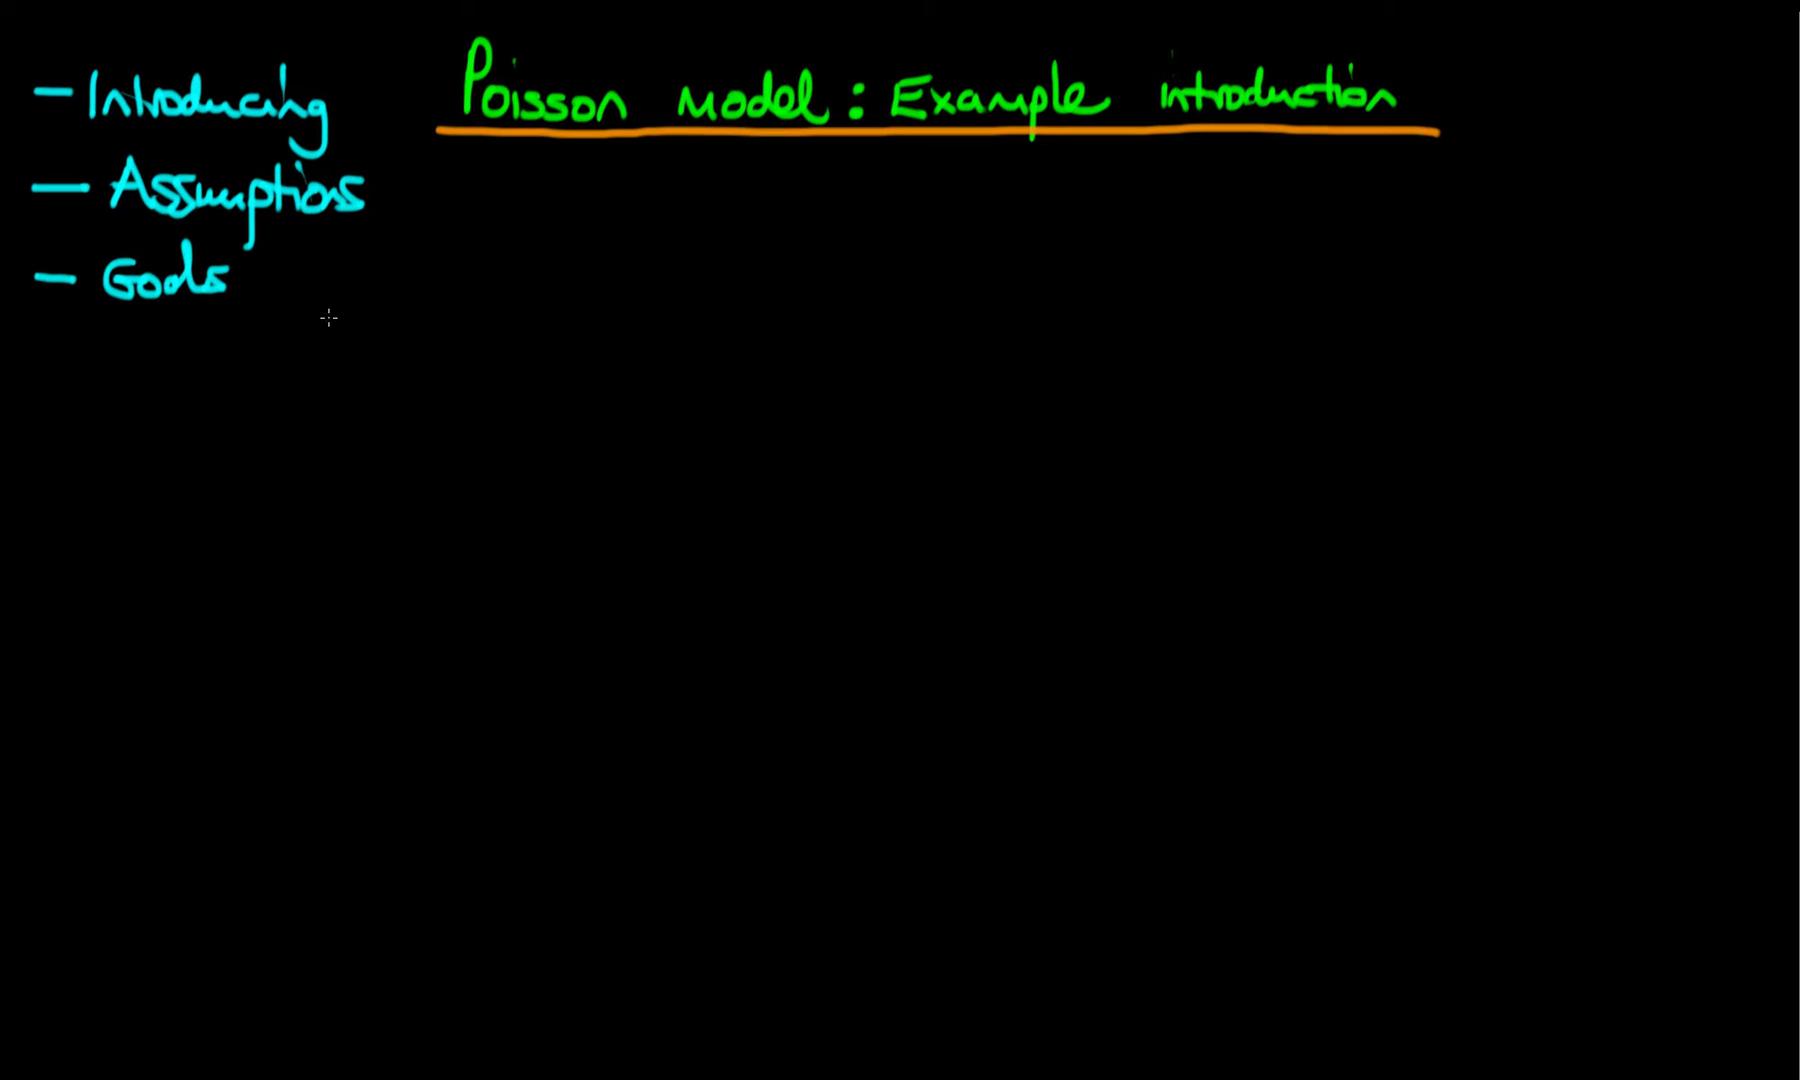 Poisson model: Example introduction
- Introducing
- Assumptions
- Goals